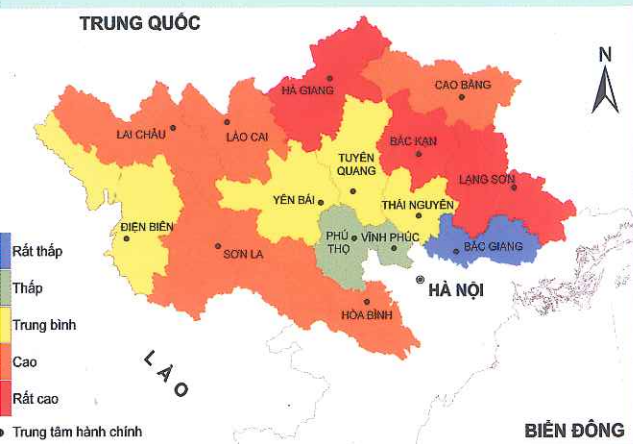 TRUNG QUỐC
N
HÀ GIANG
CAO BẰNG
LAI CHÂU
LÀO CAI
BẮC KẠN
TUYÊN
QUANG
LẠNG SƠN
YÊN BÁI
THÁI NGUYÊN
ĐIỆN BIÊN
PHÚ
THỌ
VĨNH PHÚC
BẮC GIANG
SƠN LA
HÀ NỘI
HÒA BÌNH
LÀO
BIỂN ĐÔNG
Rất thấp
Thấp
Trung bình
Cao
Rất cao
Trung tâm hành chính